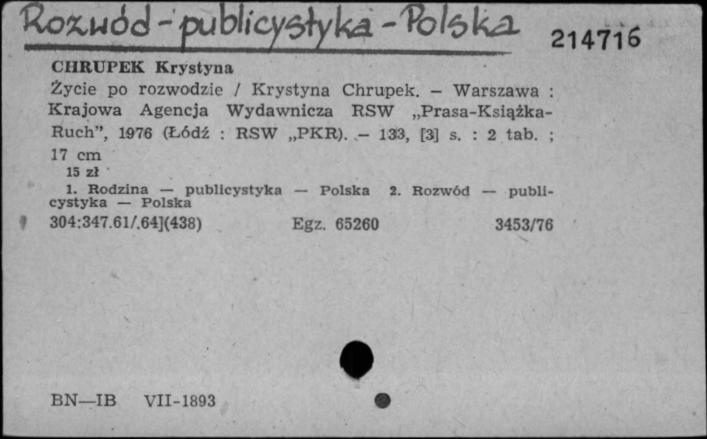 Rozwód - publicystyka - Polska
214716
CHRUPEK Krystyna
Życie po rozwodzie / Krystyna Chrupek. — Warszawa :
Krajowa Agencja Wydawnicza RSW „Prasa-Książka-
Ruch”, 1976 (Łódź : RSW „PKR). — 133, [3] s. : 2 tab. ;
17 cm
15 zł
1. Rodzina — publicystyka — Polska 2. Rozwód — publi-
cystyka — Polska
304:347.61/.64](438) Egz. 65260 3453/76
BN—IB VII-1893